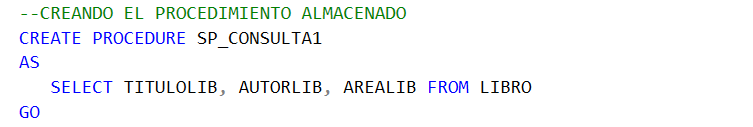 --CREANDO EL PROCEDIMIENTO ALMACENADO
CREATE PROCEDURE SP_CONSULTA1
AS
SELECT TITULOLIB, AUTORLIB, AREALIB FROM LIBRO
GO